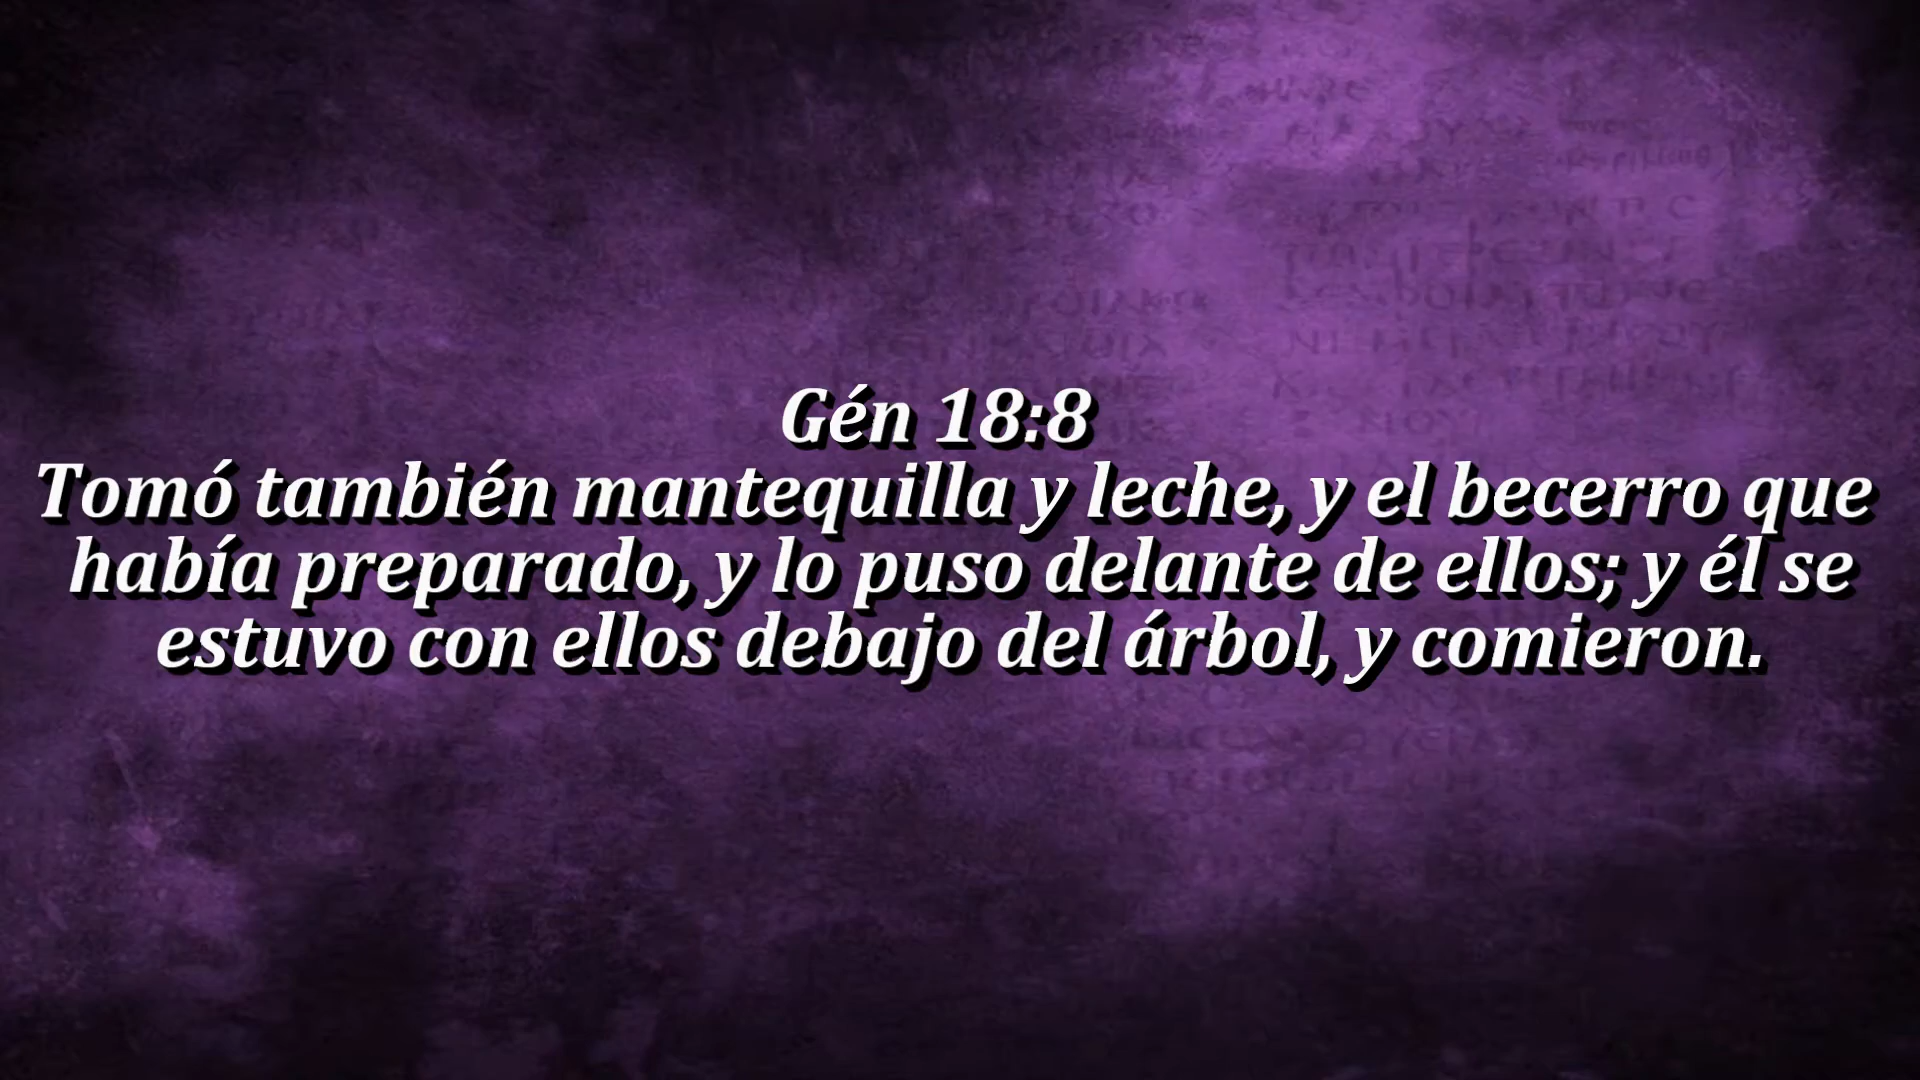 Gén 18:8
Tomó también mantequilla y leche, y el becerro que
había preparado, y lo puso delante de ellos; y él se
estuvo con ellos debajo del árbol, y comieron.